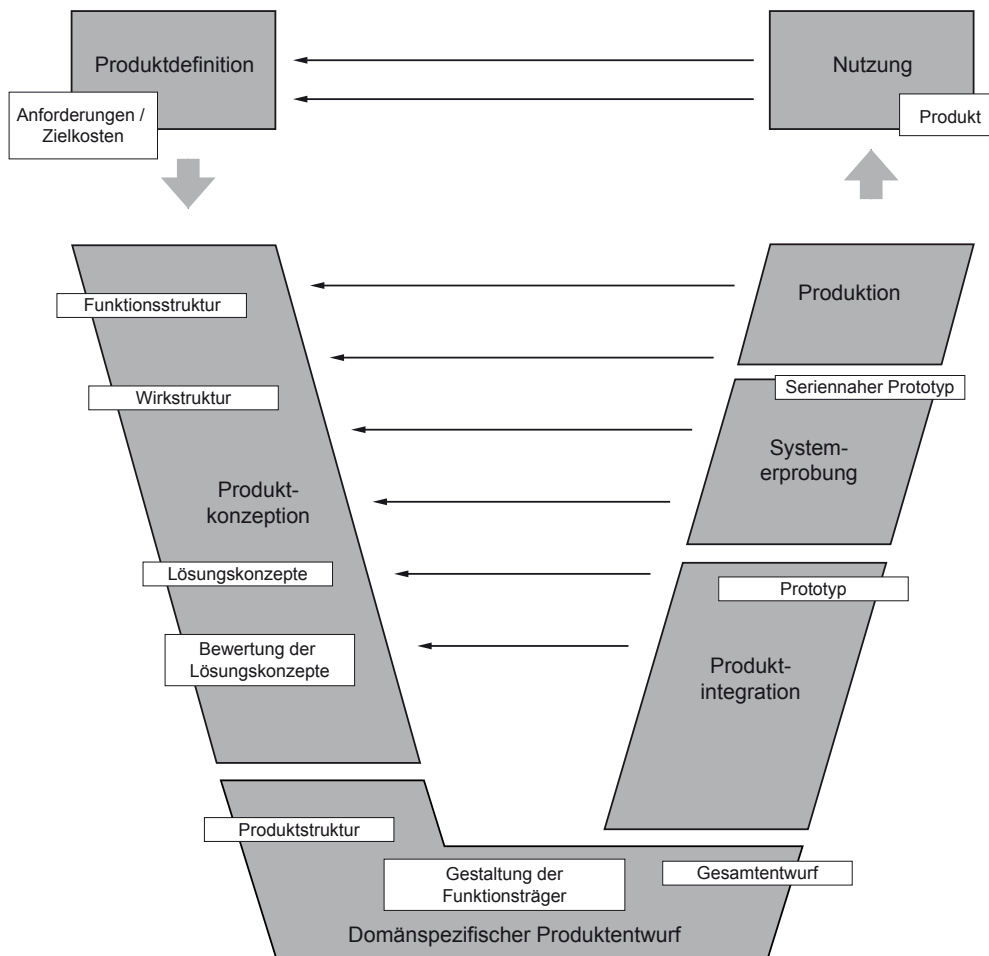 Produktdefinition
Nutzung
Anforderungen /
Zielkosten
Produkt
Produktion
Funktionsstruktur
Seriennaher Prototyp
Wirkstruktur
System-
erprobung
Produkt-
konzeption
Lösungskonzepte
Prototyp
Bewertung der
Lösungskonzepte
Produkt-
integration
Produktstruktur
Gestaltung der
Funktionsträger
Gesamtentwurf
Domänspezifischer Produktentwurf